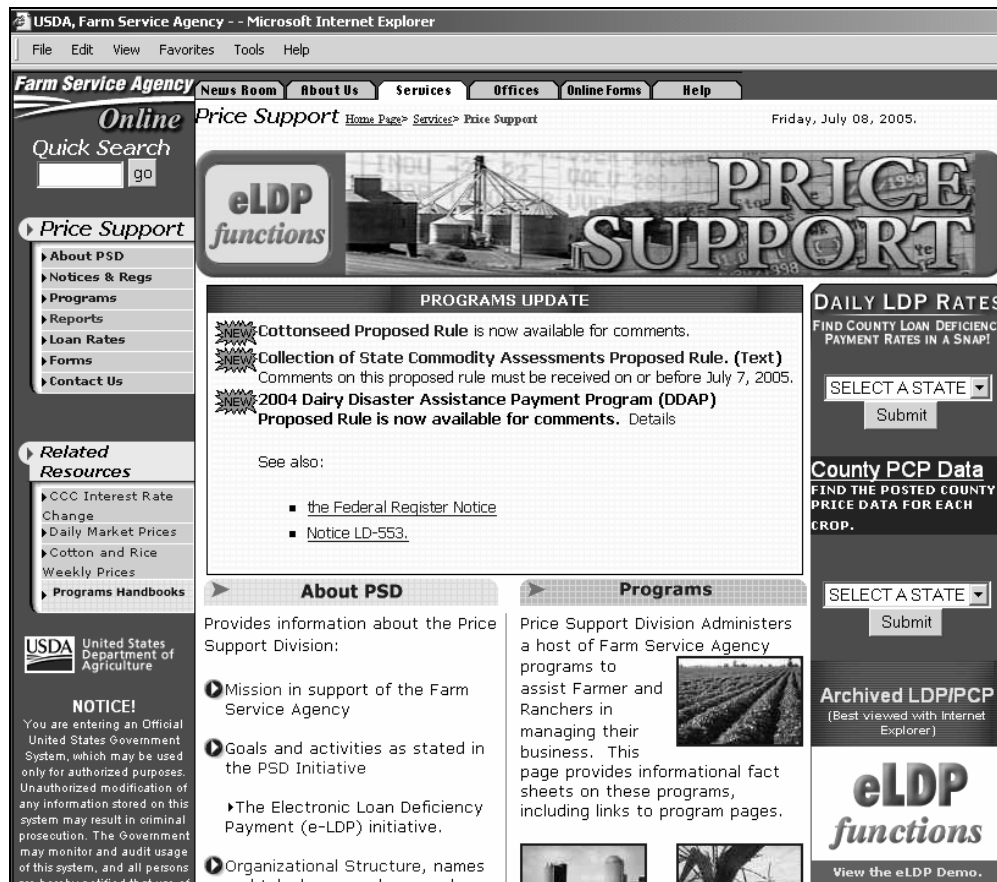 USDA, Farm Service Agency - - Microsoft Internet Explorer
File Edit View Favorites Tools Help
Farm Service Agency
Online
News Room About Us Services Offices Online Forms Help
Price Support Home Page> Services> Price Support
Friday, July 08, 2005.
Quick Search
go
eLDP
functions
PRICE
SUPPORT
Price Support
About PSD
Notices & Regs
Programs
Reports
Loan Rates
Forms
Contact Us
Related
Resources
CCC Interest Rate
Change
Daily Market Prices
Cotton and Rice
Weekly Prices
Programs Handbooks
USDA United States
Department of
Agriculture
NOTICE!
You are entering an Official
United States Government
System, which may be used
only for authorized purposes.
Unauthorized modification of
any information stored on this
system may result in criminal
prosecution. The Government
may monitor and audit usage
of this system, and all persons
PROGRAMS UPDATE
NEW Cottonseed Proposed Rule is now available for comments.
NEW Collection of State Commodity Assessments Proposed Rule. (Text)
Comments on this proposed rule must be received on or before July 7, 2005.
NEW 2004 Dairy Disaster Assistance Payment Program (DDAP)
Proposed Rule is now available for comments. Details
See also:
the Federal Register Notice
Notice LD-553.
About PSD
Provides information about the Price
Support Division:
Mission in support of the Farm
Service Agency
Goals and activities as stated in
the PSD Initiative
The Electronic Loan Deficiency
Payment (e-LDP) initiative.
Organizational Structure, names
Programs
Price Support Division Administers
a host of Farm Service Agency
programs to
assist Farmer and
Ranchers in
managing their
business. This
page provides informational fact
sheets on these programs,
including links to program pages.
DAILY LDP RATES
FIND COUNTY LOAN DEFICIENC
PAYMENT RATES IN A SNAP!
SELECT A STATE
Submit
County PCP Data
FIND THE POSTED COUNTY
PRICE DATA FOR EACH
CROP.
SELECT A STATE
Submit
Archived LDP/PCP
(Best viewed with Internet
Explorer)
eLDP
functions
View the eLDP Demo.